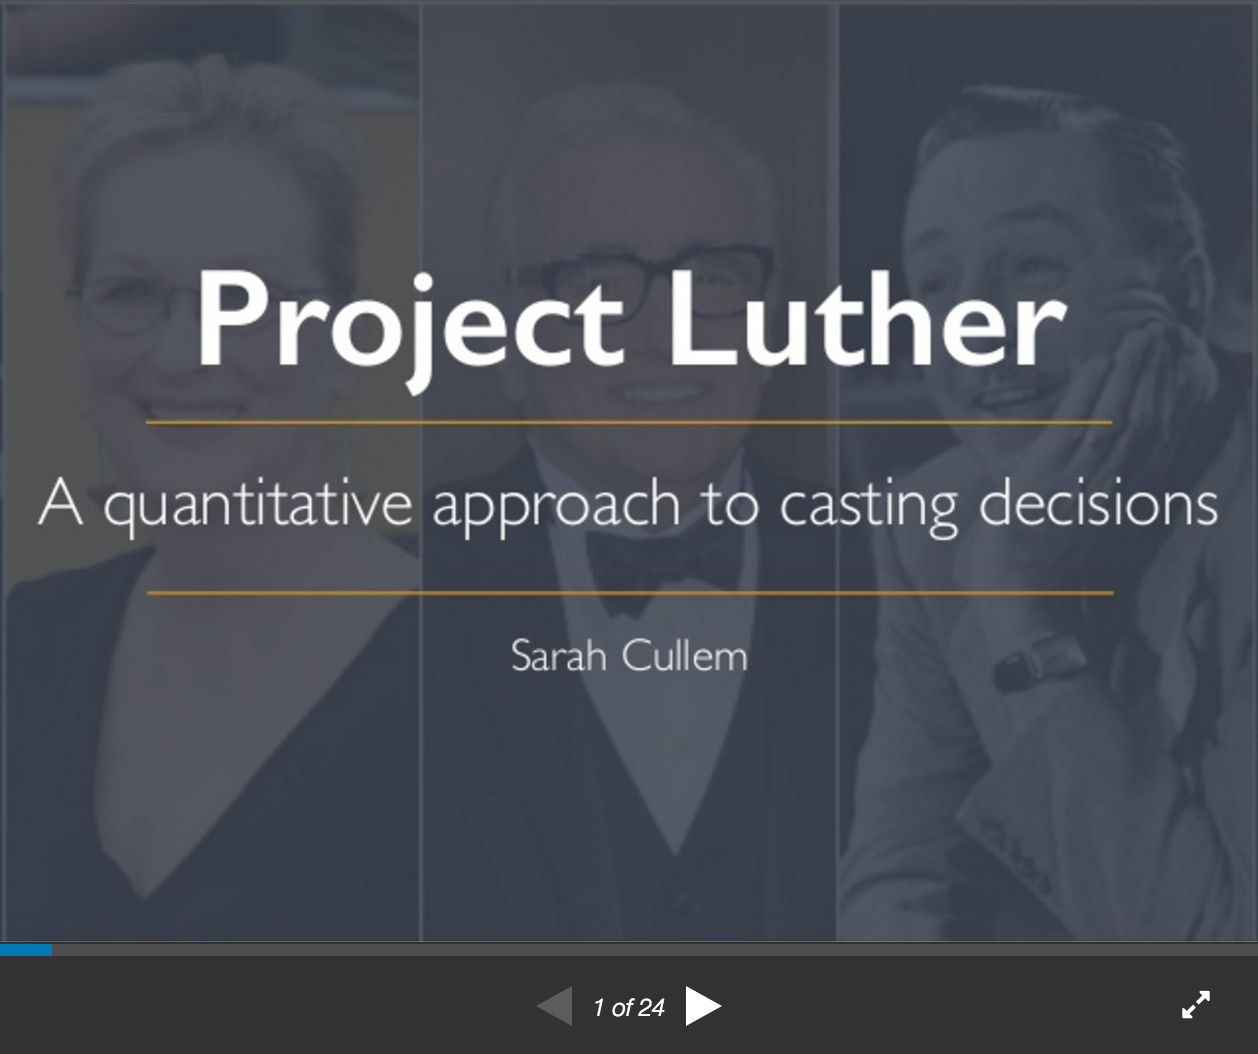 Project Luther
A quantitative approach to casting decisions
Sarah Cullem
1 of 24